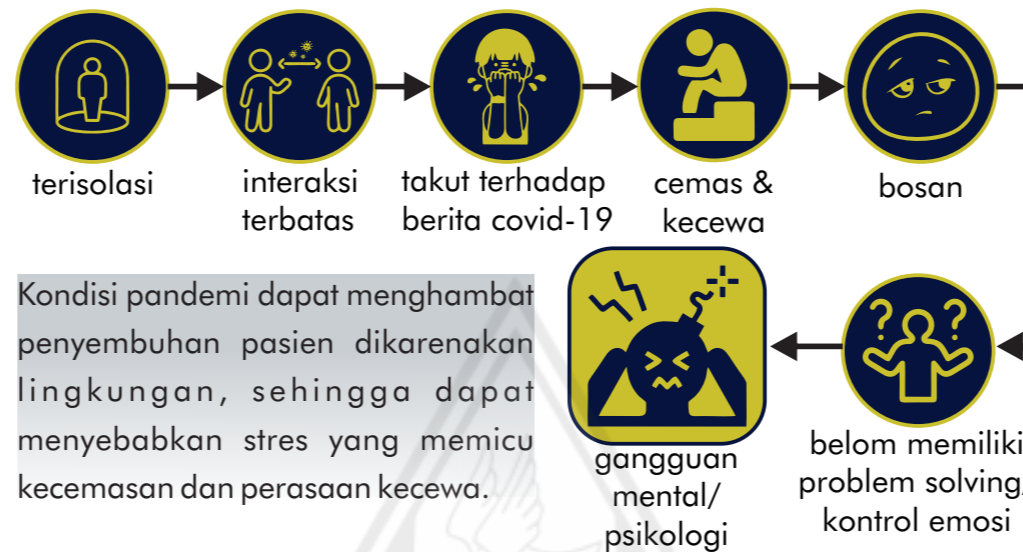 terisolasi
interaksi
terbatas
takut terhadap
berita covid-19
cemas &
kecewa
bosan
Kondisi pandemi dapat menghambat
penyembuhan pasien dikarenakan
lingkungan, sehingga dapat
menyebabkan stres yang memicu
kecemasan dan perasaan kecewa.
belom memiliki
problem solving,
kontrol emosi
gangguan
mental/
psikologi